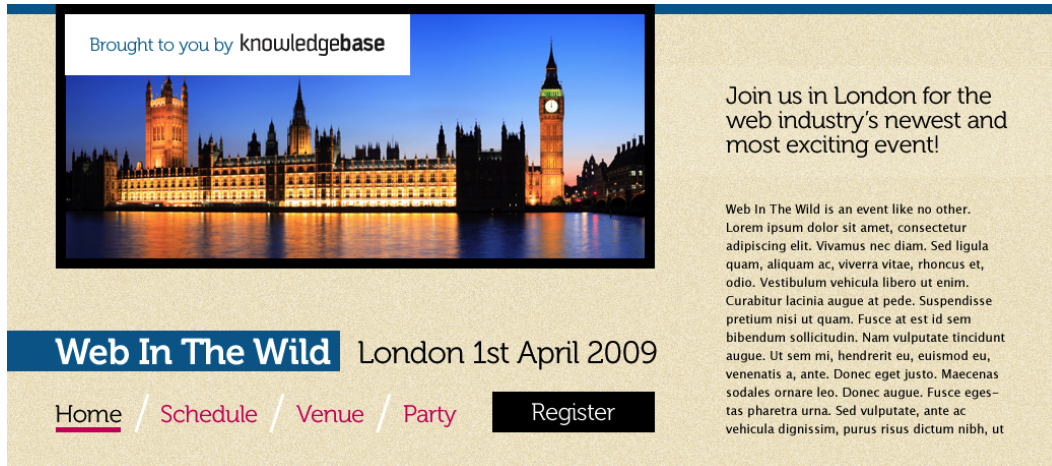 Brought to you by knowledgebase
Join us in London for the
web industry's newest and
most exciting event!
Web In The Wild is an event like no other.
Lorem ipsum dolor sit amet, consectetur
adipiscing elit. Vivamus nec diam. Sed ligula
quam, aliquam ac, viverra vitae, rhoncus et,
odio. Vestibulum vehicula libero ut enim.
Curabitur lacinia augue at pede. Suspendisse
pretium nisi ut quam. Fusce at est id sem
bibendum sollicitudin. Nam vulputate tincidunt
augue. Ut sem mi, hendrerit eu, euismod eu,
venenatis a, ante. Donec eget justo. Maecenas
sodales ornare leo. Donec augue. Fusce eges-
tas pharetra urna. Sed vulputate, ante ac
vehicula dignissim, purus risus dictum nibh, ut
Web In The Wild London 1st April 2009
Home / Schedule / Venue / Party Register